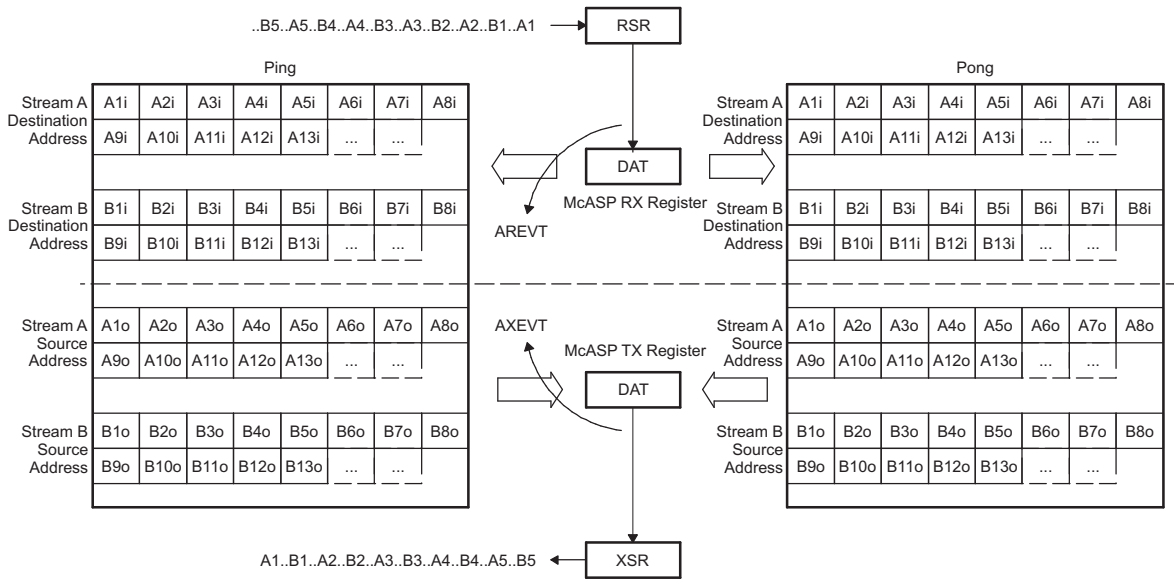 ..B5..A5..B4..A4..B3..A3..B2..A2..B1..A1
RSR
Ping
Pong
Stream A
Destination
Address
A1i A2i A3i A4i A5i A6i A7i A8i
A9i A10i A11i A12i A13i ... ...
Stream B
Destination
Address
B1i B2i B3i B4i B5i B6i B7i B8i
B9i B10i B11i B12i B13i ... ...
DAT
McASP RX Register
AREVT
Stream A
Destination
Address
A1i A2i A3i A4i A5i A6i A7i A8i
A9i A10i A11i A12i A13i ... ...
Stream B
Destination
Address
B1i B2i B3i B4i B5i B6i B7i B8i
B9i B10i B11i B12i B13i ... ...
Stream A
Source
Address
A1o A2o A3o A4o A5o A6o A7o A8o
A9o A10o A11o A12o A13o ... ...
Stream B
Source
Address
B1o B2o B3o B4o B5o B6o B7o B8o
B9o B10o B11o B12o B13o ... ...
AXEVT
McASP TX Register
DAT
Stream A
Source
Address
A1o A2o A3o A4o A5o A6o A7o A8o
A9o A10o A11o A12o A13o ... ...
Stream B
Source
Address
B1o B2o B3o B4o B5o B6o B7o B8o
B9o B10o B11o B12o B13o ... ...
A1..B1..A2..B2..A3..B3..A4..B4..A5..B5
XSR